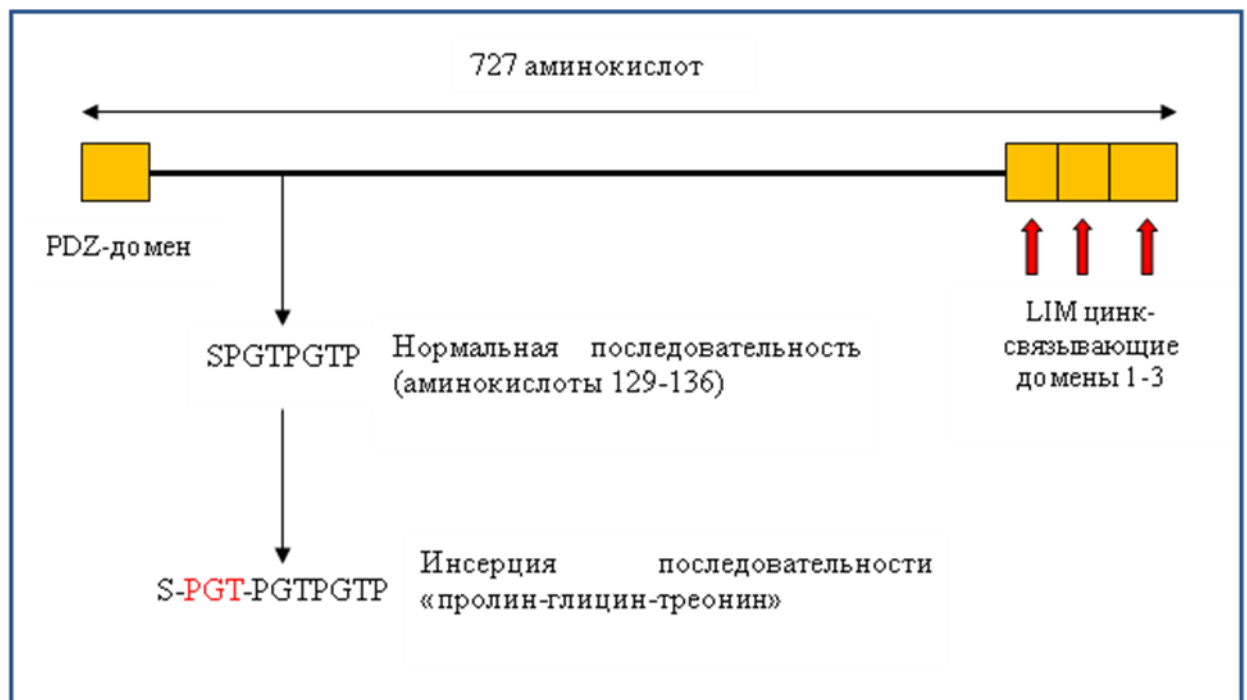 727 аминокислот
PDZ-домен
LIM цинк-
связывающие
домены 1-3
SPGTPGTP
Нормальная последовательность
(аминокислоты 129-136)
S-PGT-PGTPGTP
Инсерция последовательности
«пролин-глицин-треонин»